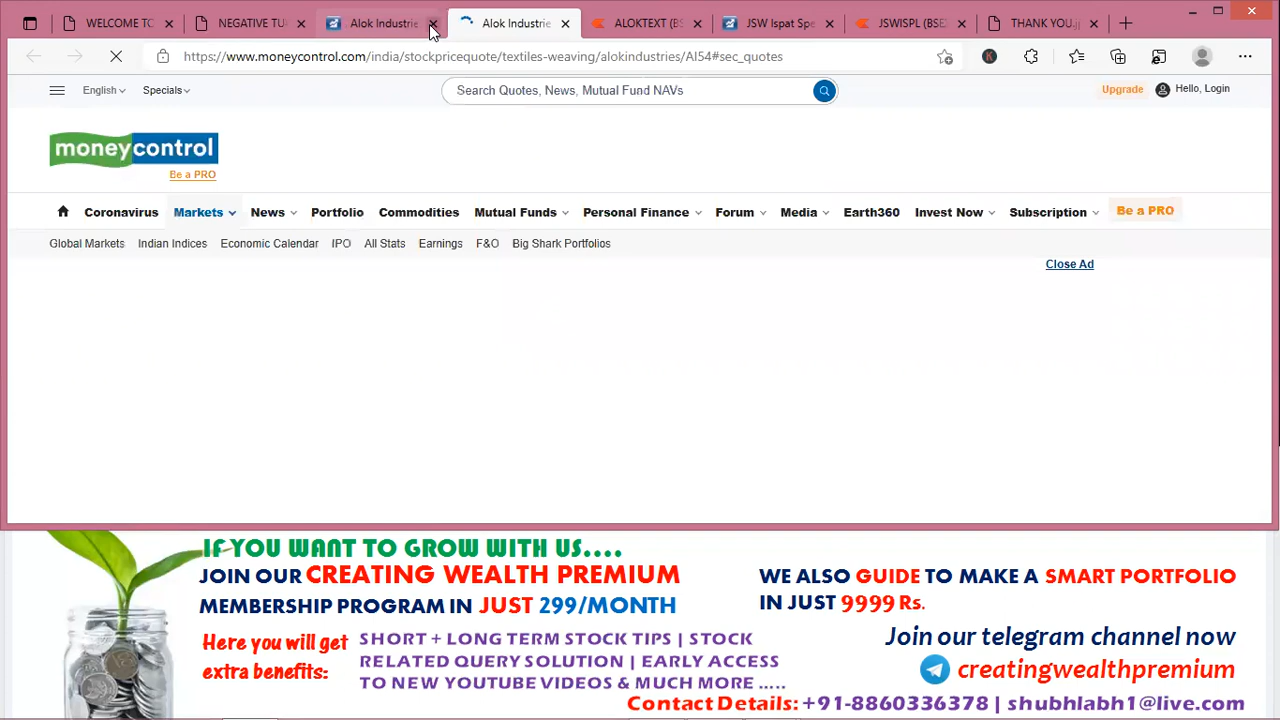 WELCOME TO
NEGATIVE TU
Alok Industrie
Alok Industrie
ALOKTEXT (BS
JSW Ispat Spe
JSWISPL (BSE
THANK YOU.j
https://www.moneycontrol.com/india/stockpricequote/textiles-weaving/alokindustries/AI54#sec_quotes
English
Specials
Search Quotes, News, Mutual Fund NAVs
Upgrade
Hello, Login
moneycontrol
Be a PRO
Coronavirus Markets News Portfolio Commodities Mutual Funds Personal Finance Forum Media Earth360 Invest Now Subscription Be a PRO
Global Markets Indian Indices Economic Calendar IPO All Stats Earnings F&O Big Shark Portfolios
Close Ad
IF YOU WANT TO GROW WITH US....
JOIN OUR CREATING WEALTH PREMIUM
MEMBERSHIP PROGRAM IN JUST 299/MONTH
Here you will get
extra benefits:
SHORT + LONG TERM STOCK TIPS | STOCK
RELATED QUERY SOLUTION | EARLY ACCESS
TO NEW YOUTUBE VIDEOS & MUCH MORE .....
WE ALSO GUIDE TO MAKE A SMART PORTFOLIO
IN JUST 9999 Rs.
Join our telegram channel now
creatingwealthpremium
Contact Details: +91-8860336378 | shubhlabh1@live.com